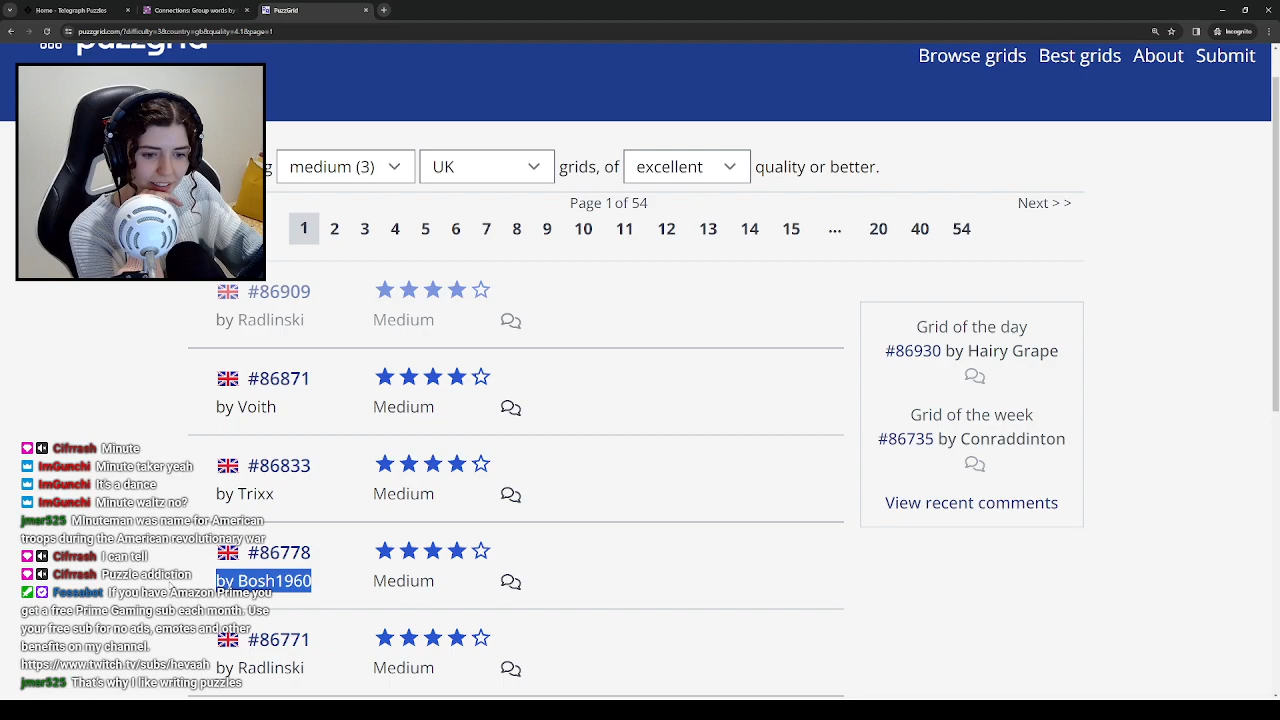 Home - Telegraph Puzzles
Connections: Group words by
PuzzGrid
puzzgrid.com/?difficulty=3&country=gb&quality=4.1&page=1
Incognito
puzzgrid
Browse grids Best grids About Submit
medium (3) UK grids, of excellent quality or better.
Page 1 of 54 Next > >
1 2 3 4 5 6 7 8 9 10 11 12 13 14 15 ... 20 40 54
#86909
by Radlinski Medium
#86871
by Voith Medium
#86833
by Trixx Medium
#86778
by Bosh1960 Medium
#86771
by Radlinski Medium
Grid of the day
#86930 by Hairy Grape
Grid of the week
#86735 by Conraddinton
View recent comments
Cifrrash Minute
ImGunchi Minute taker yeah
ImGunchi It's a dance
ImGunchi Minute waltz no?
jmer525 MInuteman was name for American
troops during the American revolutionary war
Cifrrash I can tell
Cifrrash Puzzle addiction
Fossabot If you have Amazon Prime you
get a free Prime Gaming sub each month. Use
your free sub for no ads, emotes and other
benefits on my channel.
https://www.twitch.tv/subs/hevaah
jmer525 That's why I like writing puzzles